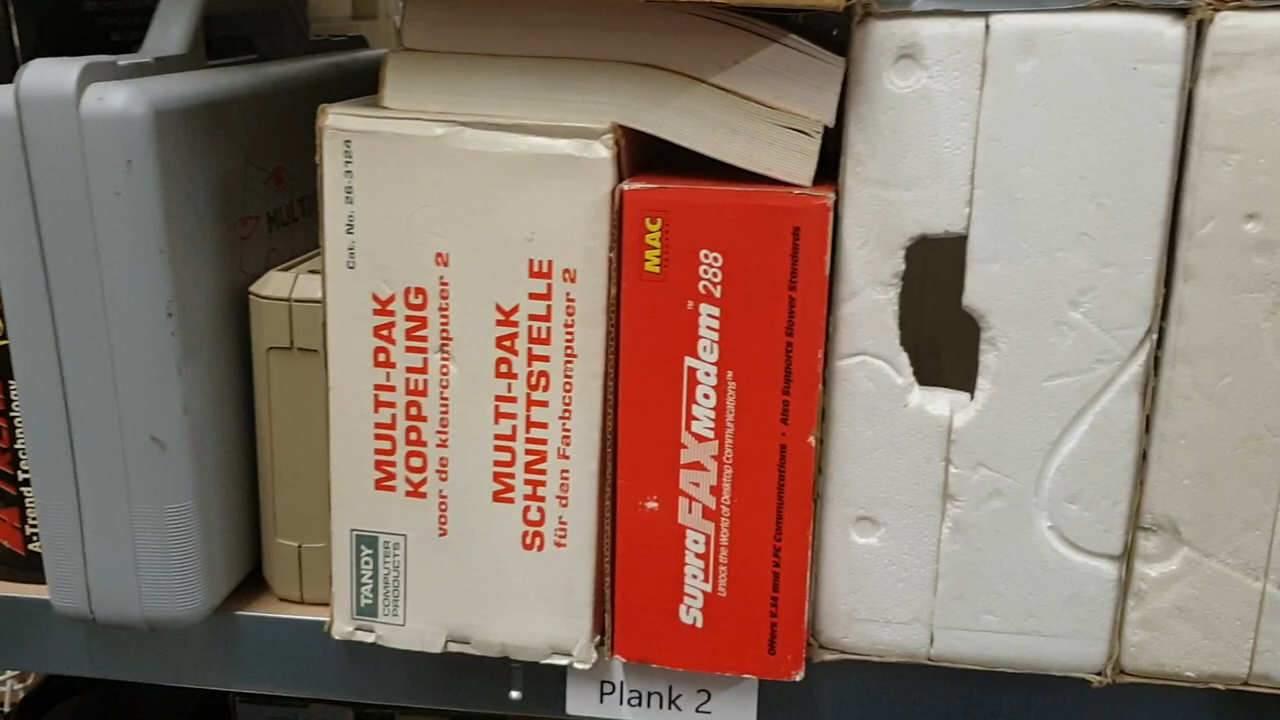 A-Trend Technology
MULTI
Cat. No. 26-3124
MULTI-PAK
KOPPELING
voor de kleurcomputer 2
MULTI-PAK
SCHNITTSTELLE
für den Farbcomputer 2
TANDY
COMPUTER
PRODUCTS
MAC
SupraFAXModem™ 288
Unlock the World of Desktop Communications™
Offers V.34 and V.FC Communications • Also Supports Slower Standards
Plank 2